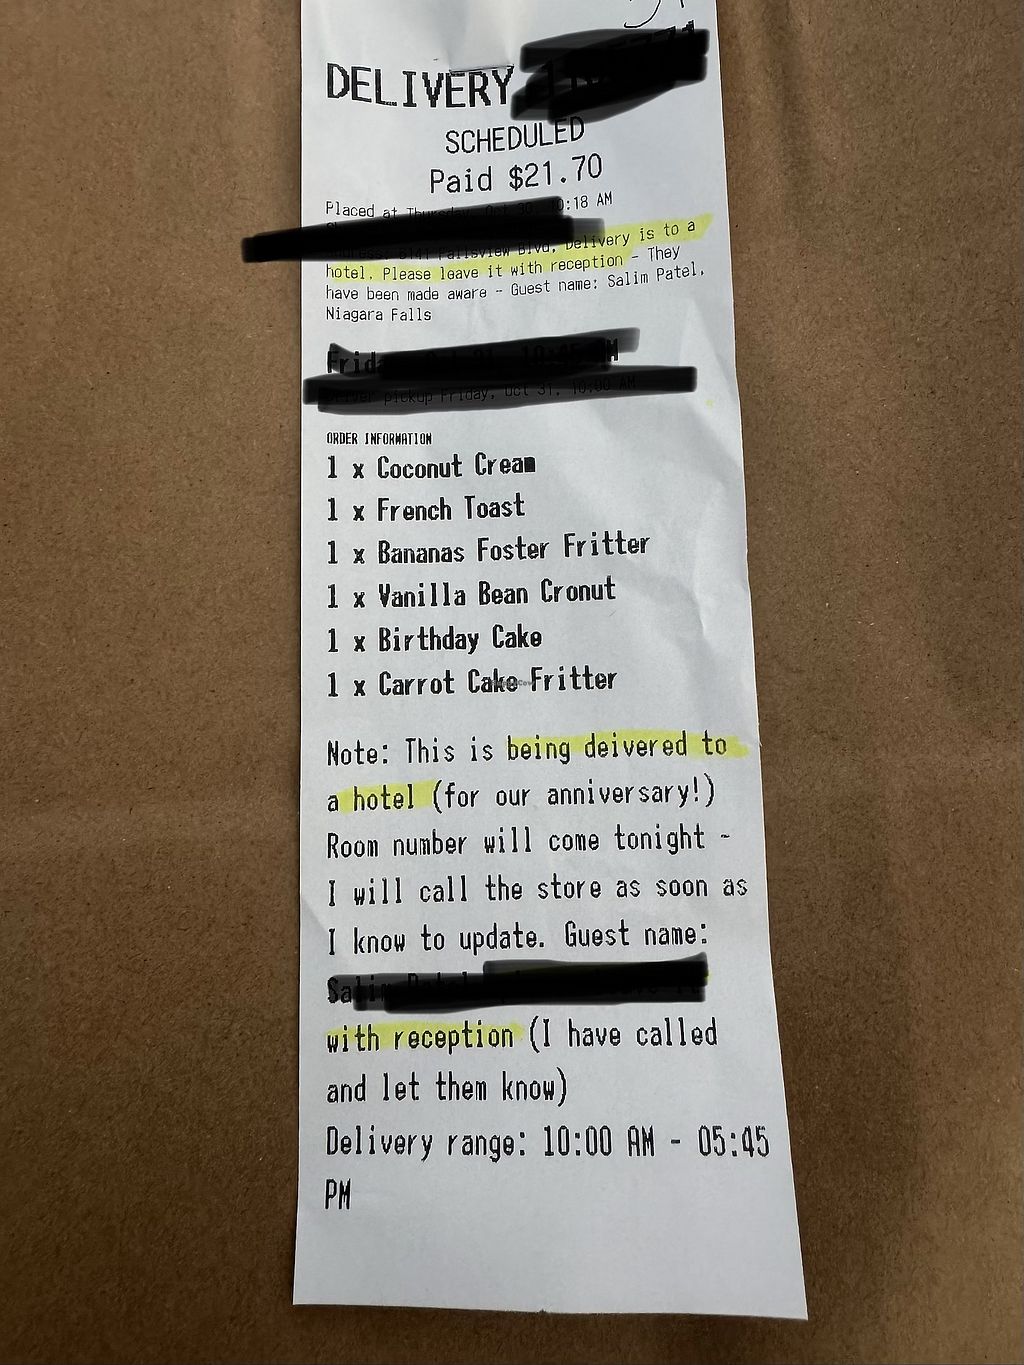 DELIVERY
SCHEDULED
Paid $21.70
Placed at :18 AM
Delivery is to a
hotel. Please leave it with reception - They
have been made aware - Guest name: Salim Patel,
Niagara Falls
ORDER INFORMATION
1 x Coconut Cream
1 x French Toast
1 x Bananas Foster Fritter
1 x Vanilla Bean Cronut
1 x Birthday Cake
1 x Carrot Cake Fritter
Note: This is being deivered to
a hotel (for our anniversary!)
Room number will come tonight -
I will call the store as soon as
I know to update. Guest name:
with reception (I have called
and let them know)
Delivery range: 10:00 AM - 05:45
PM